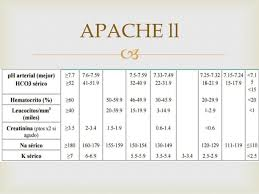 APACHE ll
pH arterial (mejor) ≥7.7 7.6-7.59 7.5-7.59 7.33-7.49 7.25-7.32 7.15-7.24 <7.1
HCO3 sérico ≥52 41-51.9 32-40.9 22-31.9 18-21.9 15-17.9 <15
Hematocrito (%) ≥60 50-59.9 46-49.9 30-45.9 20-29.9 <20
Leucocitos/mm³ (miles) ≥40 20-39.9 15-19.9 3-14.9 1-2.9 <1
Creatinina (ptos x2 si agudo) ≥3.5 2-3.4 1.5-1.9 0.6-1.4 <0.6
Na sérico ≥180 160-179 155-159 150-154 130-149 120-129 111-119 ≤110
K sérico ≥7 6-6.9 5.5-5.9 3.5-5.4 3-3.4 2.5-2.9 <2.5